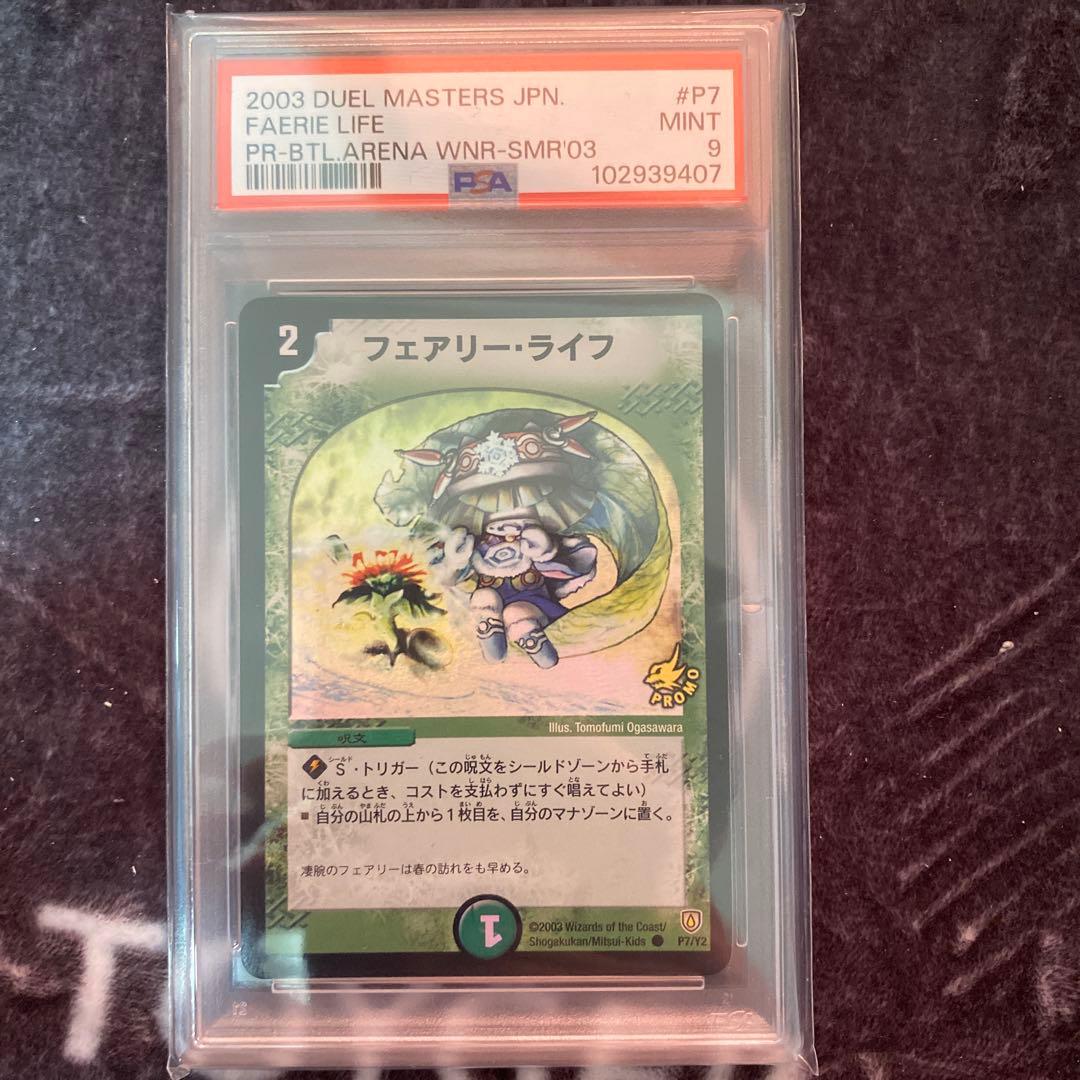 2003 DUEL MASTERS JPN. #P7
FAERIE LIFE MINT
PR-BTL.ARENA WNR-SMR'03 9
PSA 102939407
2 フェアリー・ライフ
PROMO
Illus. Tomofumi Ogasawara
呪文
S・トリガー（この呪文をシールドゾーンから手札
に加えるとき、コストを支払わずにすぐ唱えてよい）
■ 自分の山札の上から1枚目を、自分のマナゾーンに置く。
凄腕のフェアリーは春の訪れをも早める。
1
©2003 Wizards of the Coast/
Shogakukan/Mitsui-Kids ● P7/Y2